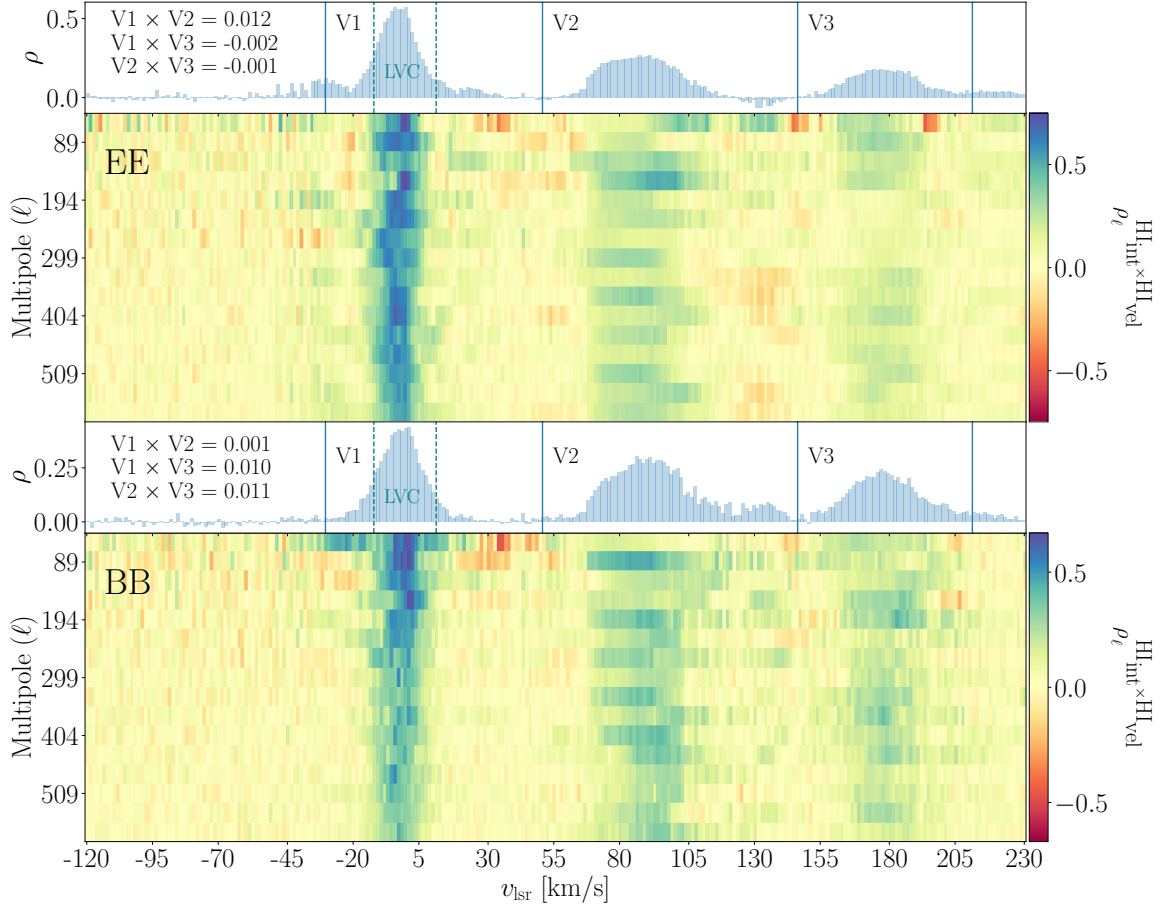 0.5
0.0
ρ
V1 × V2 = 0.012
V1 × V3 = -0.002
V2 × V3 = -0.001
V1
LVC
V2
V3
EE
Multipole (ℓ)
89
194
299
404
509
0.5
0.0
−0.5
ρ_ℓ^{HI_int×HI_vel}
0.25
0.00
ρ
V1 × V2 = 0.001
V1 × V3 = 0.010
V2 × V3 = 0.011
V1
LVC
V2
V3
BB
Multipole (ℓ)
89
194
299
404
509
0.5
0.0
−0.5
ρ_ℓ^{HI_int×HI_vel}
-120 -95 -70 -45 -20 5 30 55 80 105 130 155 180 205 230
v_lsr [km/s]